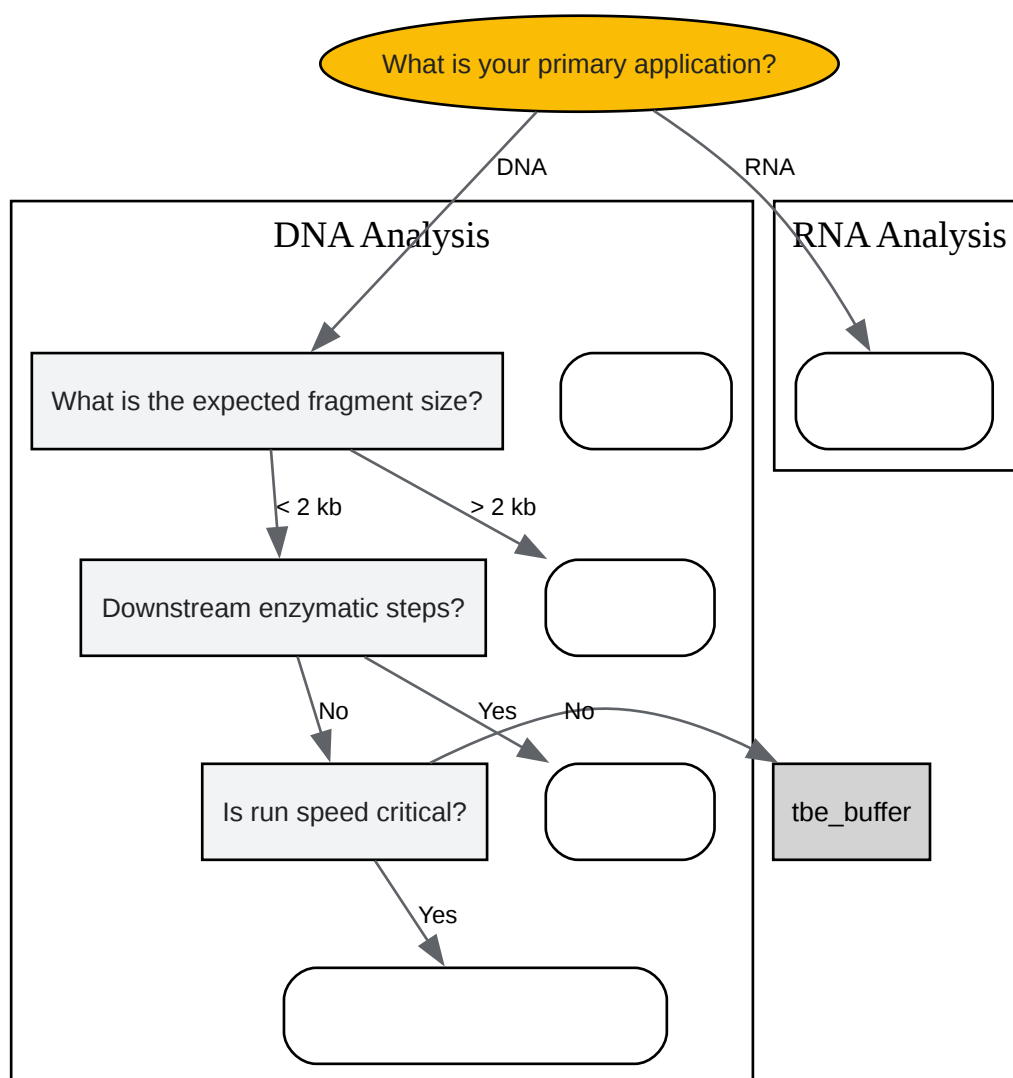 What is your primary application?
DNA
RNA
DNA Analysis
RNA Analysis
What is the expected fragment size?
< 2 kb
> 2 kb
Downstream enzymatic steps?
No
Yes
No
Is run speed critical?
tbe_buffer
Yes